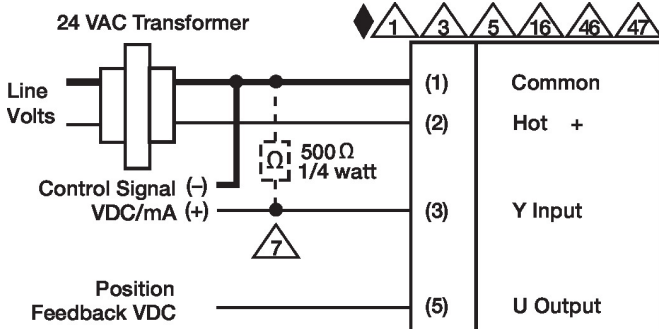 24 VAC Transformer
1 3 5 16 46 47
Line
Volts
(1) Common
(2) Hot +
Ω 500Ω
1/4 watt
Control Signal (–)
VDC/mA (+)
(3) Y Input
7
Position
Feedback VDC
(5) U Output